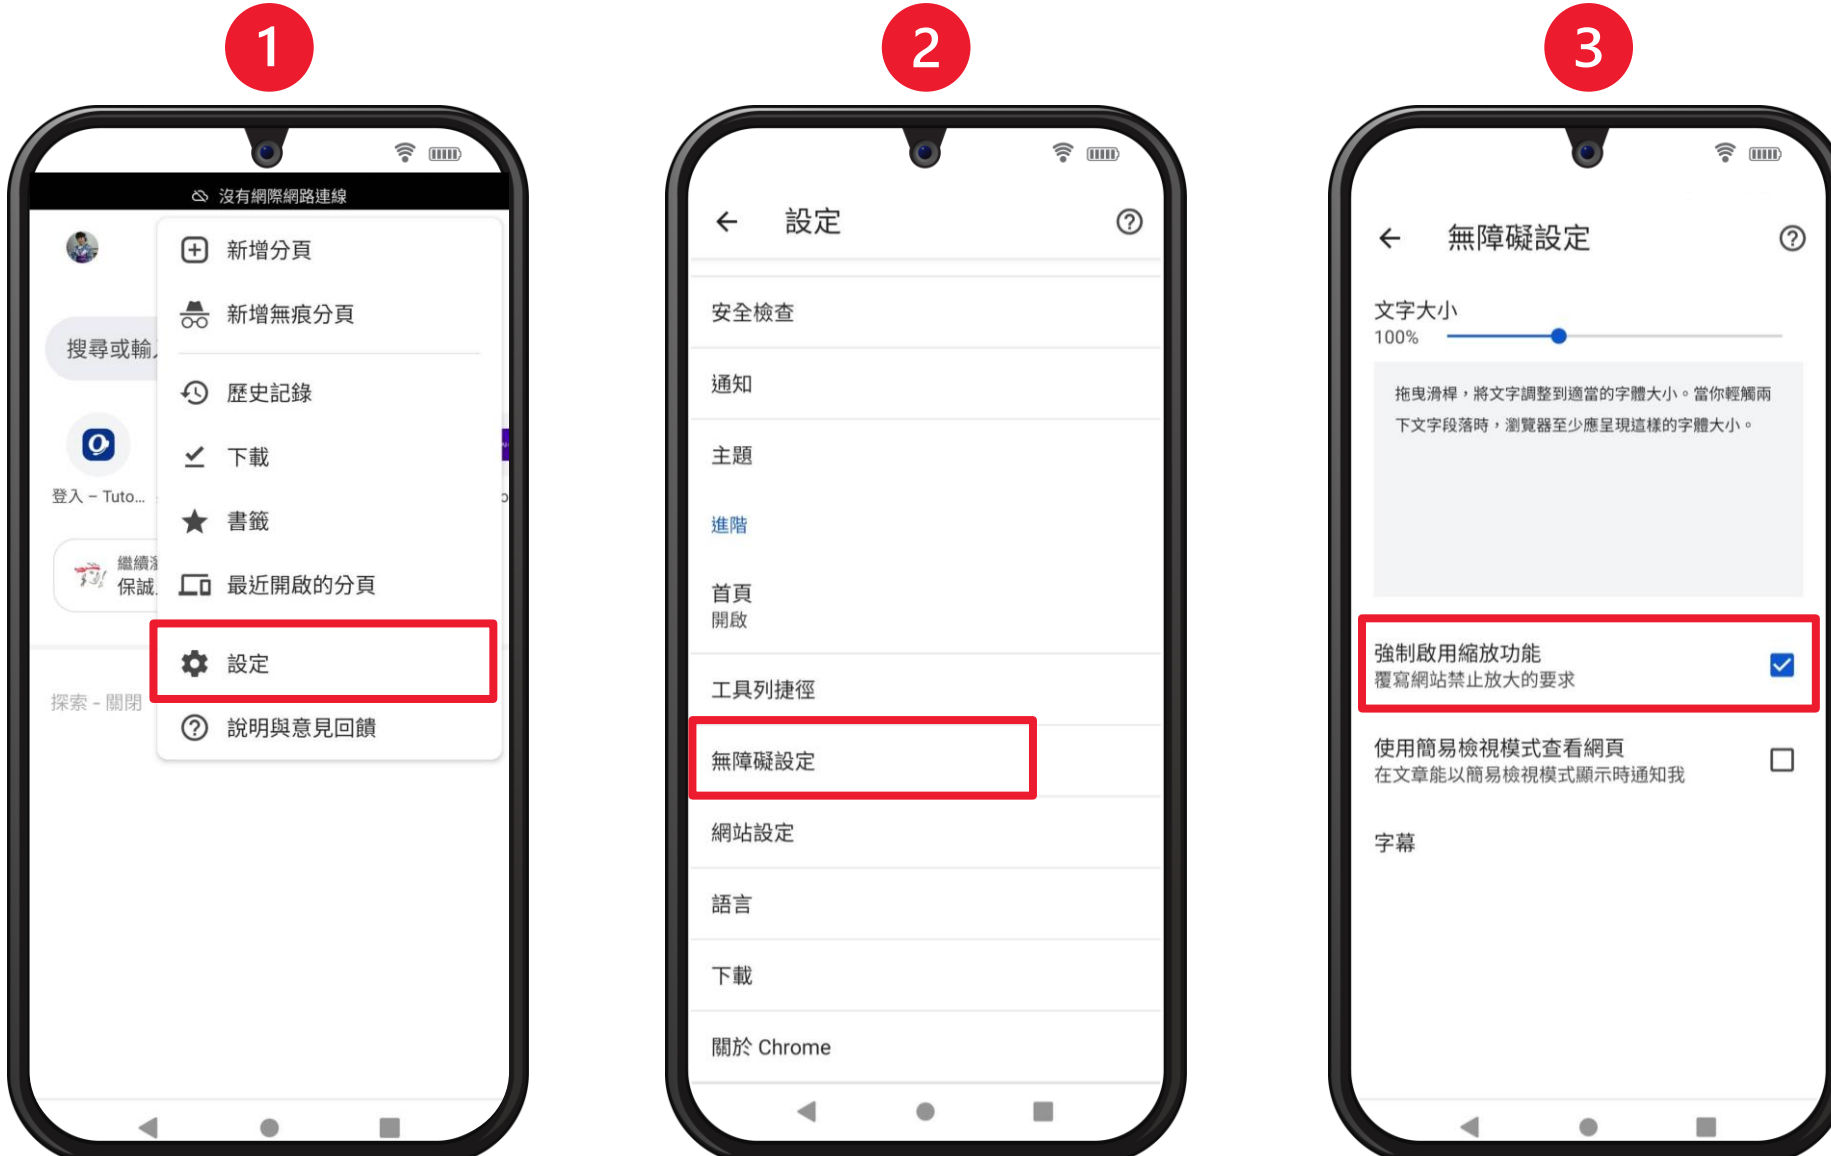 1
沒有網際網路連線
新增分頁
新增無痕分頁
搜尋或輸
歷史記錄
下載
登入 – Tuto...
書籤
繼續瀏
保誠
最近開啟的分頁
設定
探索 – 關閉
說明與意見回饋
2
設定
安全檢查
通知
主題
進階
首頁
開啟
工具列捷徑
無障礙設定
網站設定
語言
下載
關於 Chrome
3
無障礙設定
文字大小
100%
拖曳滑桿，將文字調整到適當的字體大小。當你輕觸兩
下文字段落時，瀏覽器至少應呈現這樣的字體大小。
強制啟用縮放功能
覆寫網站禁止放大的要求
使用簡易檢視模式查看網頁
在文章能以簡易檢視模式顯示時通知我
字幕